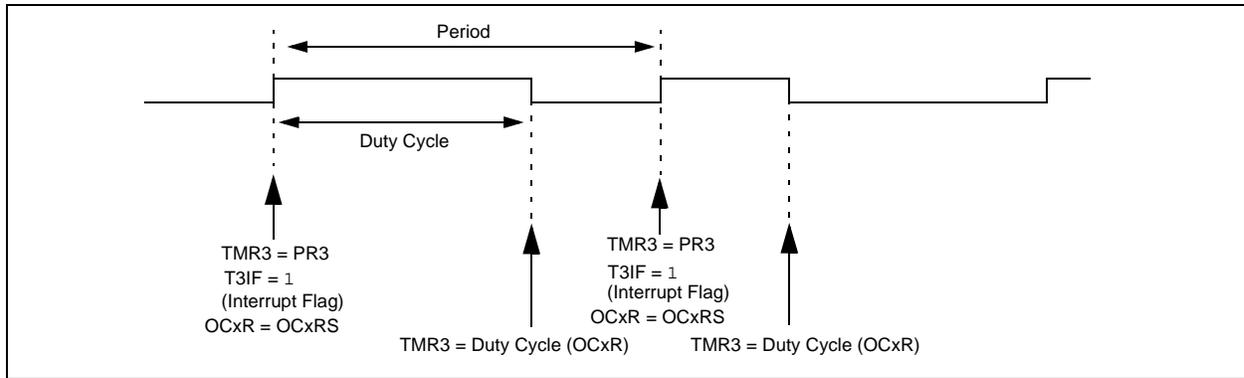 Period
Duty Cycle
TMR3 = PR3
T3IF = 1
(Interrupt Flag)
OCxR = OCxRS
TMR3 = Duty Cycle (OCxR)
TMR3 = PR3
T3IF = 1
(Interrupt Flag)
OCxR = OCxRS
TMR3 = Duty Cycle (OCxR)